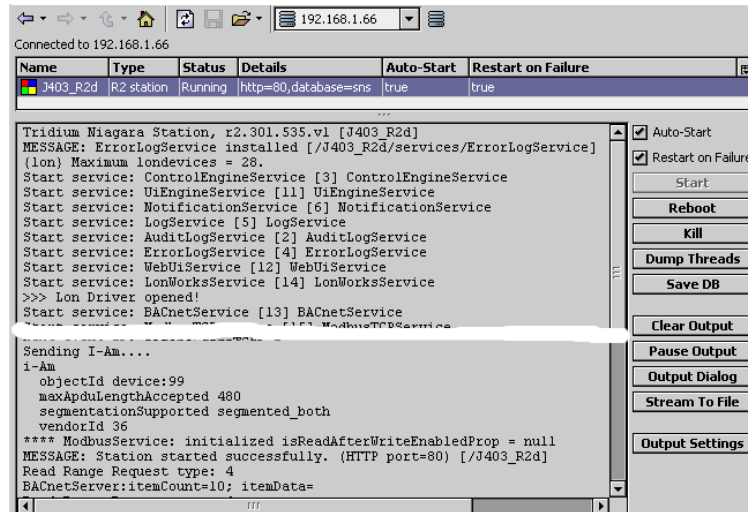 192.168.1.66
Connected to 192.168.1.66
Name Type Status Details Auto-Start Restart on Failure
J403_R2d R2 station Running http=80,database=sns true true
Tridium Niagara Station, r2.301.535.v1 [J403_R2d]
MESSAGE: ErrorLogService installed [/J403_R2d/services/ErrorLogService]
{lon} Maximum londevices = 28.
Start service: ControlEngineService [3] ControlEngineService
Start service: UiEngineService [11] UiEngineService
Start service: NotificationService [6] NotificationService
Start service: LogService [5] LogService
Start service: AuditLogService [2] AuditLogService
Start service: ErrorLogService [4] ErrorLogService
Start service: WebUiService [12] WebUiService
Start service: LonWorksService [14] LonWorksService
>>> Lon Driver opened!
Start service: BACnetService [13] BACnetService
Sending I-Am....
i-Am
objectId device:99
maxApduLengthAccepted 480
segmentationSupported segmented_both
vendorId 36
**** ModbusService: initialized isReadAfterWriteEnabledProp = null
MESSAGE: Station started successfully. (HTTP port=80) [/J403_R2d]
Read Range Request type: 4
BACnetServer:itemCount=10; itemData=
Auto-Start
Restart on Failure
Start
Reboot
Kill
Dump Threads
Save DB
Clear Output
Pause Output
Output Dialog
Stream To File
Output Settings